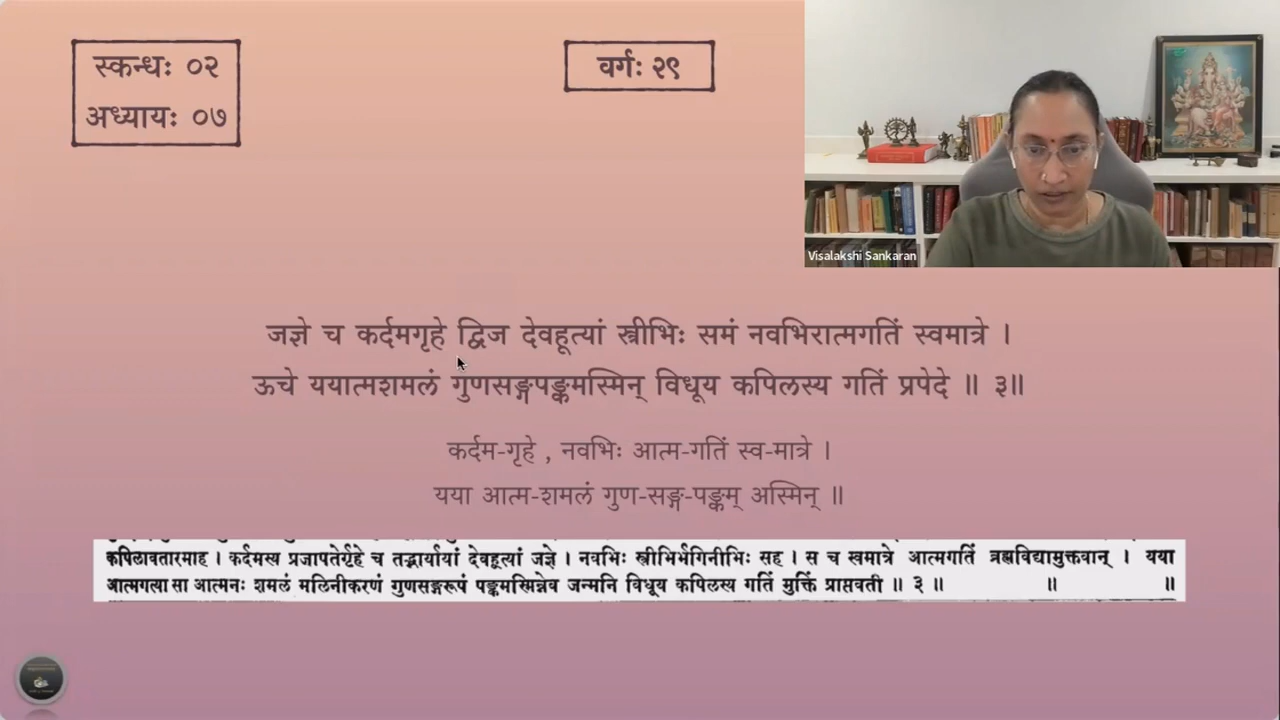 स्कन्धः ०२
अध्यायः ०७
वर्गः २९
Visalakshi Sankaran
जज्ञे च कर्दमगृहे द्विज देवहूत्यां स्त्रीभिः समं नवभिरात्मगतिं स्वमात्रे ।
ऊचे ययात्मशमलं गुणसङ्गपङ्कमस्मिन् विधूय कपिलस्य गतिं प्रपेदे ॥ ३॥
कर्दम-गृहे , नवभिः आत्म-गतिं स्व-मात्रे ।
यया आत्म-शमलं गुण-सङ्ग-पङ्कम् अस्मिन् ॥
कपिलावतारमाह । कर्दमस्य प्रजापतेर्गृहे च तद्भार्यायां देवहूत्यां जज्ञे । नवभिः स्त्रीभिर्भगिनीभिः सह । स च स्वमात्रे आत्मगतिं ब्रह्मविद्यामुक्तवान् । यया
आत्मगत्या सा आत्मनः शमलं मलिनीकरणं गुणसङ्गरूपं पङ्कमस्मिन्नेव जन्मनि विधूय कपिलस्य गतिं मुक्तिं प्राप्तवती ॥ ३ ॥ ॥ ॥